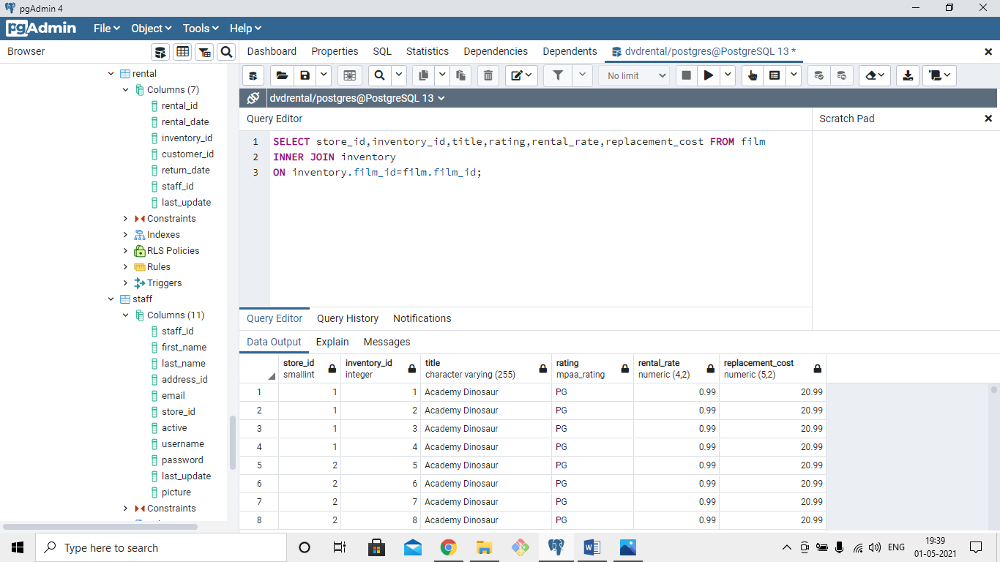 pgAdmin 4
pgAdmin File Object Tools Help
Browser
Dashboard Properties SQL Statistics Dependencies Dependents dvdrental/postgres@PostgreSQL 13 *
rental
Columns (7)
rental_id
rental_date
inventory_id
customer_id
return_date
staff_id
last_update
Constraints
Indexes
RLS Policies
Rules
Triggers
staff
Columns (11)
staff_id
first_name
last_name
address_id
email
store_id
active
username
password
last_update
picture
Constraints
No limit
dvdrental/postgres@PostgreSQL 13
Query Editor
Scratch Pad
1 SELECT store_id,inventory_id,title,rating,rental_rate,replacement_cost FROM film
2 INNER JOIN inventory
3 ON inventory.film_id=film.film_id;
Query Editor Query History Notifications
Data Output Explain Messages
store_id inventory_id title rating rental_rate replacement_cost
smallint integer character varying (255) mpaa_rating numeric (4,2) numeric (5,2)
1 1 1 Academy Dinosaur PG 0.99 20.99
2 1 2 Academy Dinosaur PG 0.99 20.99
3 1 3 Academy Dinosaur PG 0.99 20.99
4 1 4 Academy Dinosaur PG 0.99 20.99
5 2 5 Academy Dinosaur PG 0.99 20.99
6 2 6 Academy Dinosaur PG 0.99 20.99
7 2 7 Academy Dinosaur PG 0.99 20.99
8 2 8 Academy Dinosaur PG 0.99 20.99
Type here to search
ENG
19:39
01-05-2021